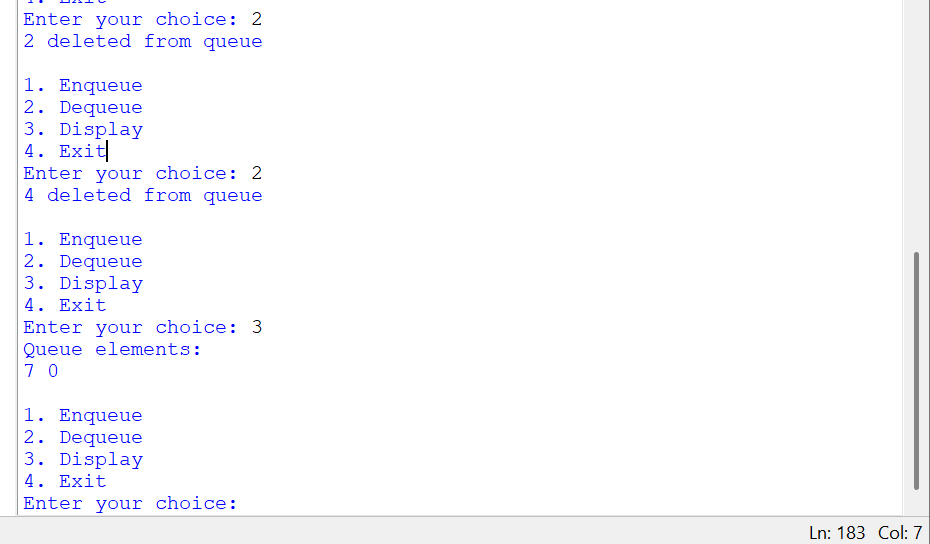 4. Exit
Enter your choice: 2
2 deleted from queue
1. Enqueue
2. Dequeue
3. Display
4. Exit
Enter your choice: 2
4 deleted from queue
1. Enqueue
2. Dequeue
3. Display
4. Exit
Enter your choice: 3
Queue elements:
7 0
1. Enqueue
2. Dequeue
3. Display
4. Exit
Enter your choice:
Ln: 183 Col: 7